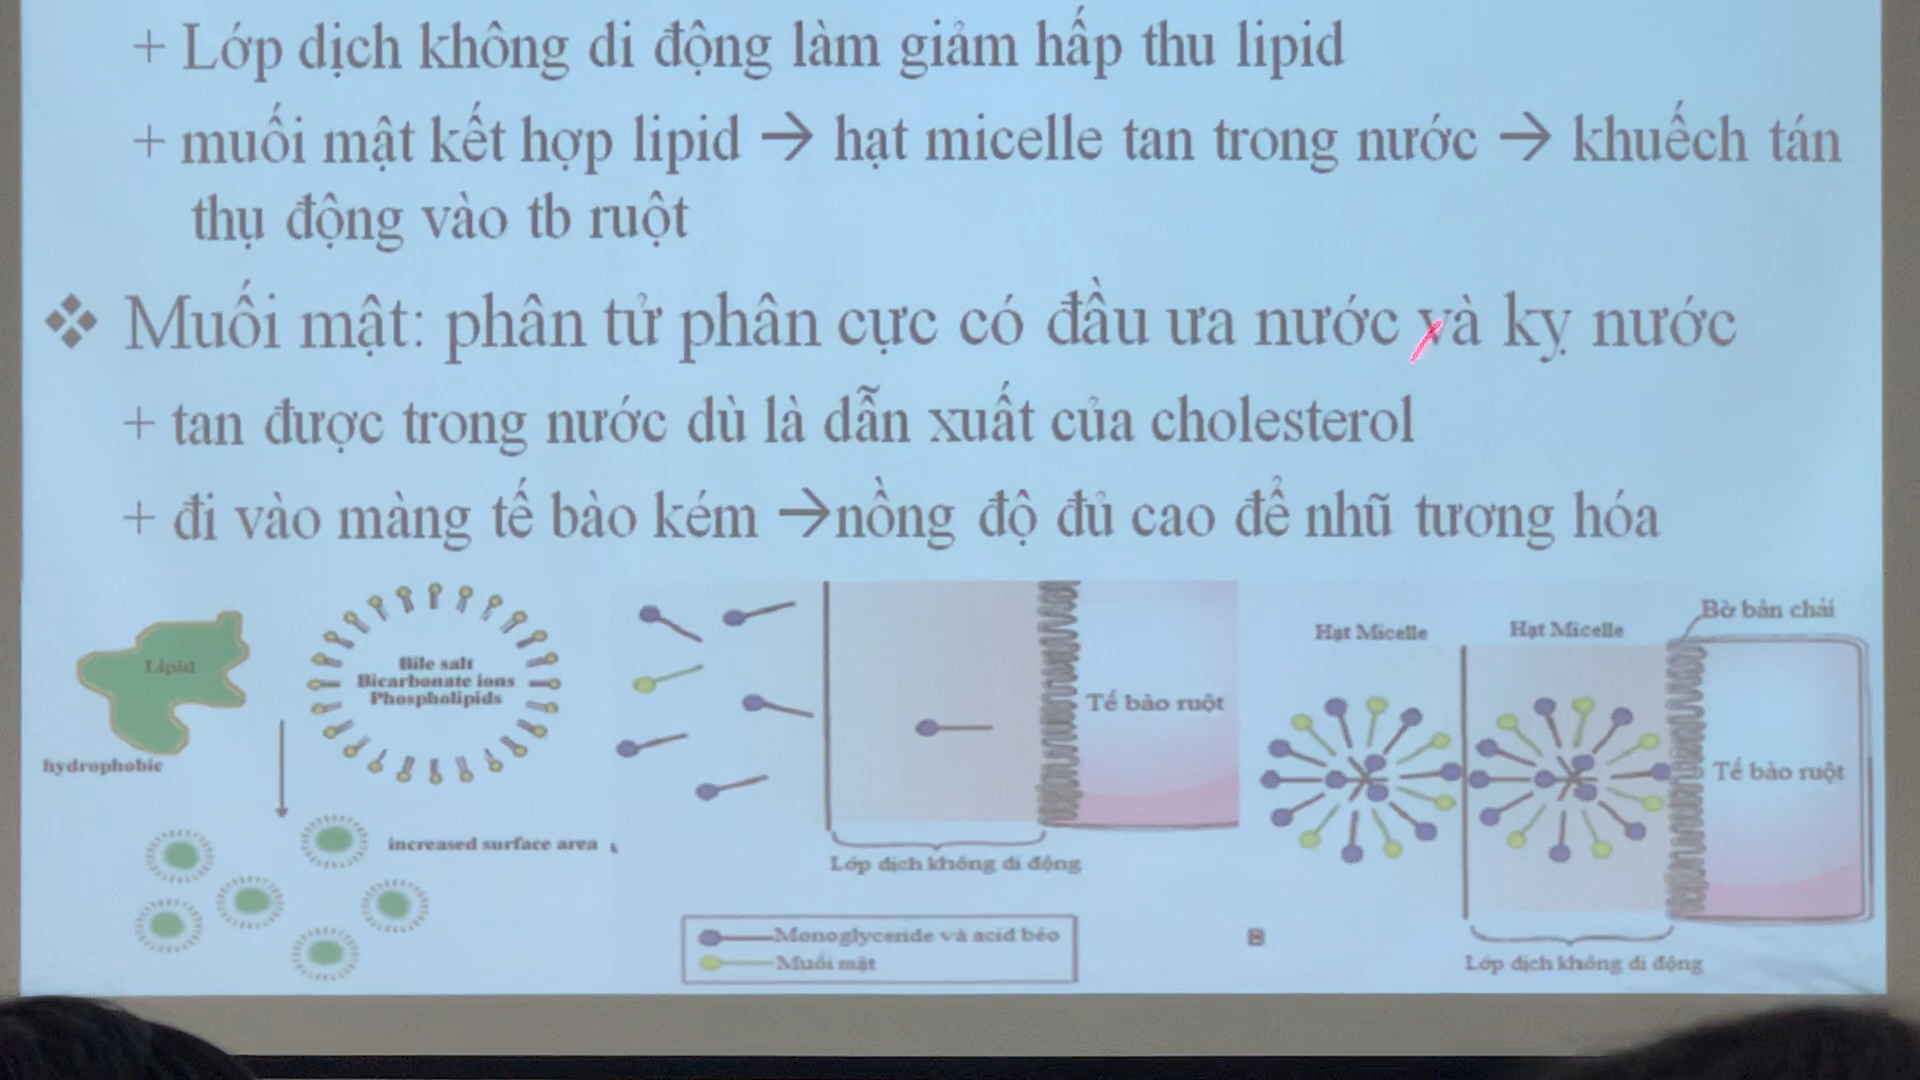 + Lớp dịch không di động làm giảm hấp thu lipid
+ muối mật kết hợp lipid → hạt micelle tan trong nước → khuếch tán
thụ động vào tb ruột
❖ Muối mật: phân tử phân cực có đầu ưa nước và kỵ nước
+ tan được trong nước dù là dẫn xuất của cholesterol
+ đi vào màng tế bào kém →nồng độ đủ cao để nhũ tương hóa
Lipid
hydrophobic
Bile salt
Bicarbonate ions
Phospholipids
increased surface area
Tế bào ruột
Lớp dịch không di động
Monoglyceride và acid béo
Muối mật
B
Hạt Micelle
Hạt Micelle
Bờ bàn chải
Tế bào ruột
Lớp dịch không di động